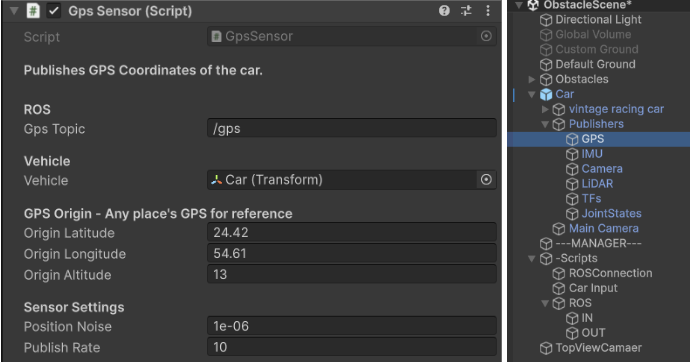 Gps Sensor (Script)
Script GpsSensor
Publishes GPS Coordinates of the car.
ROS
Gps Topic /gps
Vehicle
Vehicle Car (Transform)
GPS Origin - Any place's GPS for reference
Origin Latitude 24.42
Origin Longitude 54.61
Origin Altitude 13
Sensor Settings
Position Noise 1e-06
Publish Rate 10
ObstacleScene*
Directional Light
Global Volume
Custom Ground
Default Ground
Obstacles
Car
vintage racing car
Publishers
GPS
IMU
Camera
LiDAR
TFs
JointStates
Main Camera
---MANAGER---
-Scripts
ROSConnection
Car Input
ROS
IN
OUT
TopViewCamaer